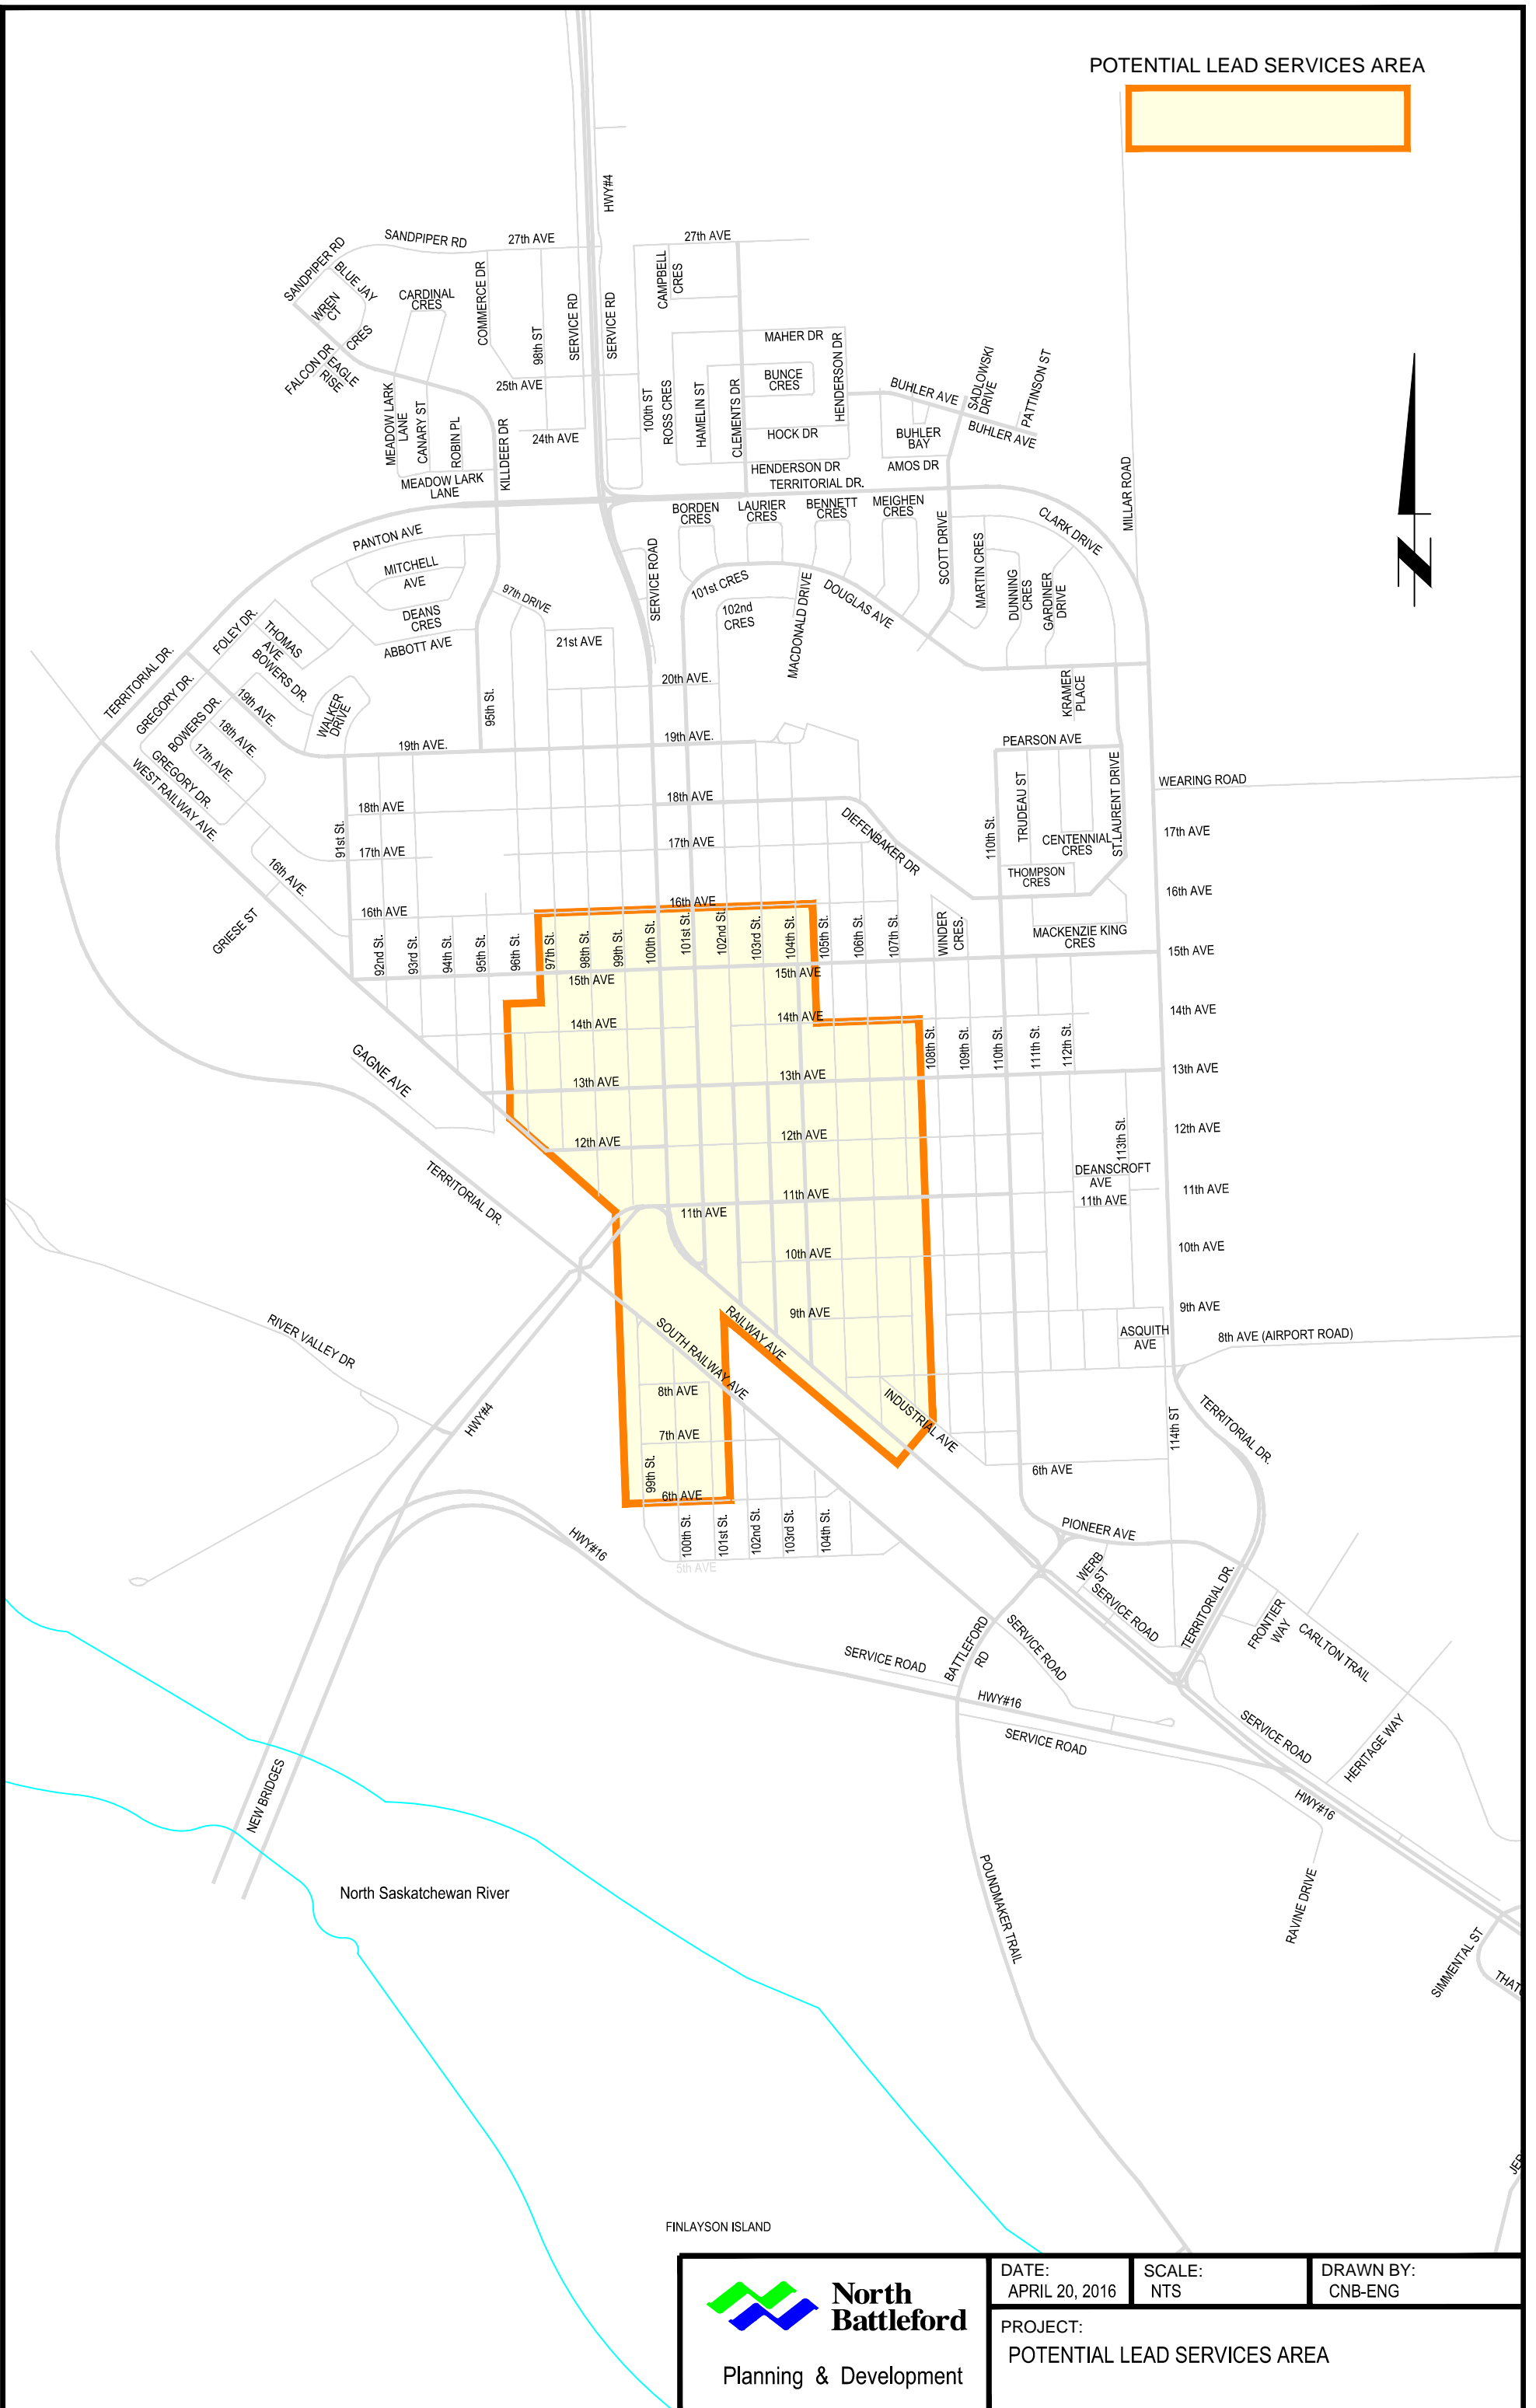 POTENTIAL LEAD SERVICES AREA
HWY#4
SANDPIPER RD
SANDPIPER RD
27th AVE
27th AVE
BLUE JAY
CRES
WREN
CT
CARDINAL
CRES
COMMERCE DR
98th ST
SERVICE RD
SERVICE RD
CAMPBELL
CRES
FALCON DR
EAGLE
RISE
MAHER DR
BUNCE
CRES
HENDERSON DR
25th AVE
24th AVE
100th ST
ROSS CRES
HAMELIN ST
CLEMENTS DR
HOCK DR
HENDERSON DR
BUHLER AVE
SADLOWSKI
DRIVE
PATTINSON ST
BUHLER AVE
BUHLER
BAY
AMOS DR
MEADOW LARK
LANE
CANARY ST
ROBIN PL
KILLDEER DR
MEADOW LARK
LANE
TERRITORIAL DR.
MILLAR ROAD
BORDEN
CRES
LAURIER
CRES
BENNETT
CRES
MEIGHEN
CRES
CLARK DRIVE
PANTON AVE
MITCHELL
AVE
DEANS
CRES
ABBOTT AVE
97th DRIVE
21st AVE
SERVICE ROAD
101st CRES
102nd
CRES
MACDONALD DRIVE
DOUGLAS AVE
SCOTT DRIVE
MARTIN CRES
DUNNING
CRES
GARDINER
DRIVE
N
FOLEY DR.
THOMAS
AVE
BOWERS DR.
TERRITORIAL DR.
GREGORY DR.
BOWERS DR.
19th AVE.
18th AVE.
17th AVE.
GREGORY DR.
WEST RAILWAY AVE.
WALKER
DRIVE
95th St.
20th AVE.
19th AVE.
19th AVE.
KRAMER
PLACE
PEARSON AVE
TRUDEAU ST
CENTENNIAL
CRES
ST.LAURENT DRIVE
WEARING ROAD
18th AVE
18th AVE
91st St.
17th AVE
17th AVE
DIEFENBAKER DR
110th St.
THOMPSON
CRES
17th AVE
16th AVE.
GRIESE ST
16th AVE
16th AVE
16th AVE
WINDER
CRES.
MACKENZIE KING
CRES
92nd St.
93rd St.
94th St.
95th St.
96th St.
97th St.
98th St.
99th St.
100th St.
101st St.
102nd St.
103rd St.
104th St.
105th St.
106th St.
107th St.
15th AVE
15th AVE
15th AVE
14th AVE
14th AVE
14th AVE
108th St.
109th St.
110th St.
111th St.
112th St.
GAGNE AVE
13th AVE
13th AVE
13th AVE
12th AVE
12th AVE
12th AVE
113th St.
TERRITORIAL DR.
DEANSCROFT
AVE
11th AVE
11th AVE
11th AVE
11th AVE
10th AVE
10th AVE
9th AVE
9th AVE
ASQUITH
AVE
8th AVE (AIRPORT ROAD)
RIVER VALLEY DR
RAILWAY AVE
SOUTH RAILWAY AVE
8th AVE
INDUSTRIAL AVE
HWY#4
7th AVE
99th St.
6th AVE
6th AVE
114th ST
TERRITORIAL DR.
100th St.
101st St.
102nd St.
103rd St.
104th St.
5th AVE
HWY#16
PIONEER AVE
WERB
ST
SERVICE ROAD
TERRITORIAL DR.
FRONTIER
WAY
CARLTON TRAIL
SERVICE ROAD
BATTLEFORD
RD
SERVICE ROAD
HWY#16
SERVICE ROAD
SERVICE ROAD
HERITAGE WAY
HWY#16
NEW BRIDGES
North Saskatchewan River
POUNDMAKER TRAIL
RAVINE DRIVE
SIMMENTAL ST
FINLAYSON ISLAND
North
Battleford
Planning & Development
DATE:
APRIL 20, 2016
SCALE:
NTS
DRAWN BY:
CNB-ENG
PROJECT:
POTENTIAL LEAD SERVICES AREA